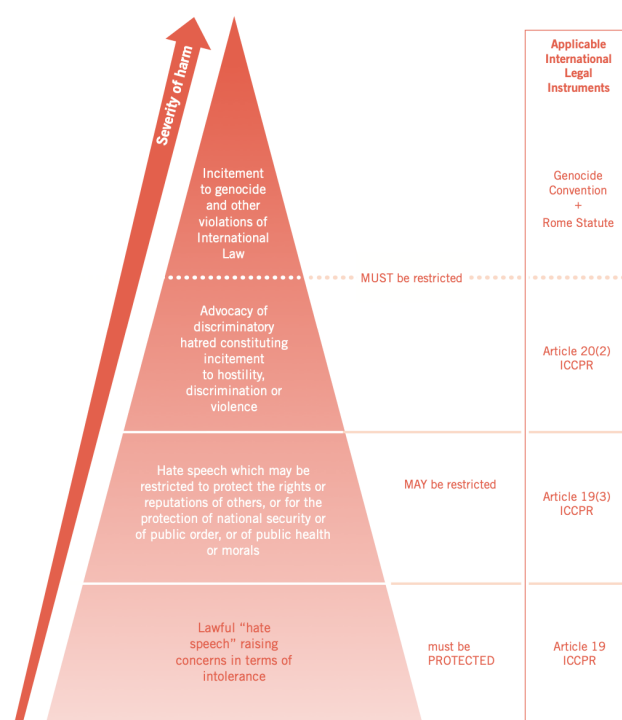 Severity of harm
Applicable
International
Legal
Instruments
Incitement
to genocide
and other
violations of
International
Law
Genocide
Convention
+
Rome Statute
MUST be restricted
Advocacy of
discriminatory
hatred constituting
incitement
to hostility,
discrimination or
violence
Article 20(2)
ICCPR
Hate speech which may be
restricted to protect the rights or
reputations of others, or for the
protection of national security or
of public order, or of public health
or morals
MAY be restricted
Article 19(3)
ICCPR
Lawful “hate
speech” raising
concerns in terms of
intolerance
must be
PROTECTED
Article 19
ICCPR